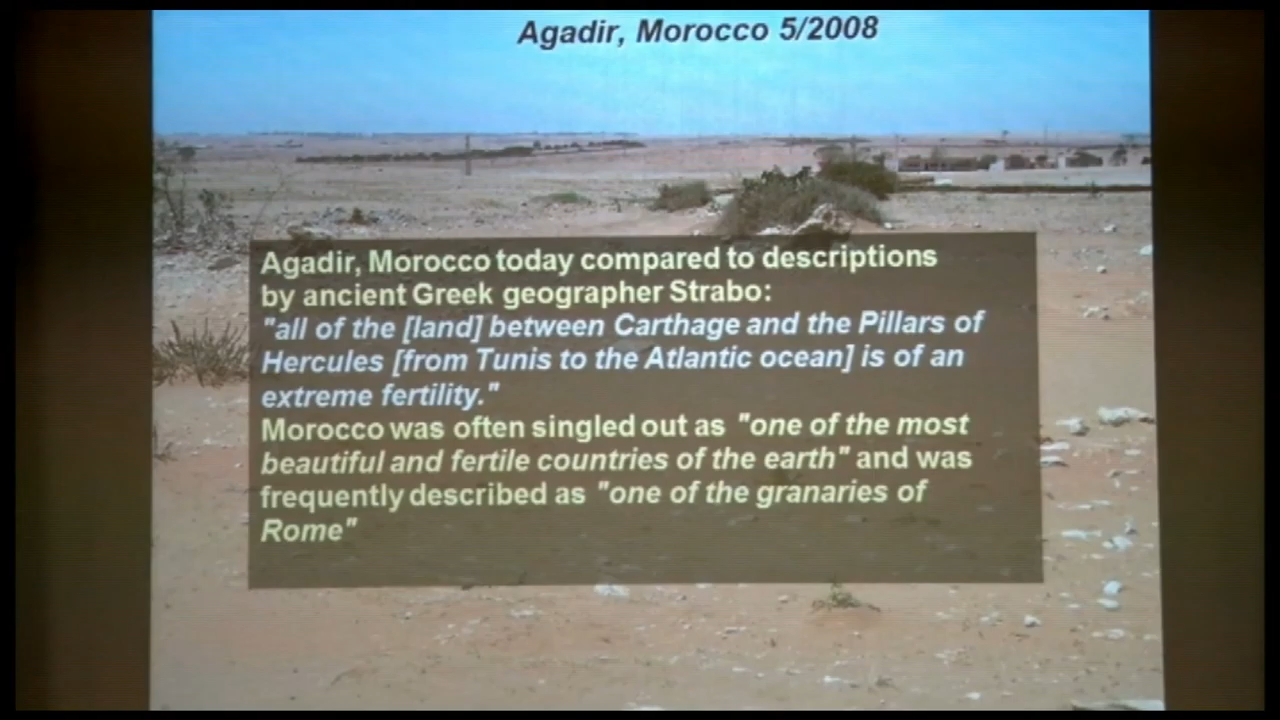 Agadir, Morocco 5/2008
Agadir, Morocco today compared to descriptions
by ancient Greek geographer Strabo:
"all of the [land] between Carthage and the Pillars of
Hercules [from Tunis to the Atlantic ocean] is of an
extreme fertility."
Morocco was often singled out as "one of the most
beautiful and fertile countries of the earth" and was
frequently described as "one of the granaries of
Rome"